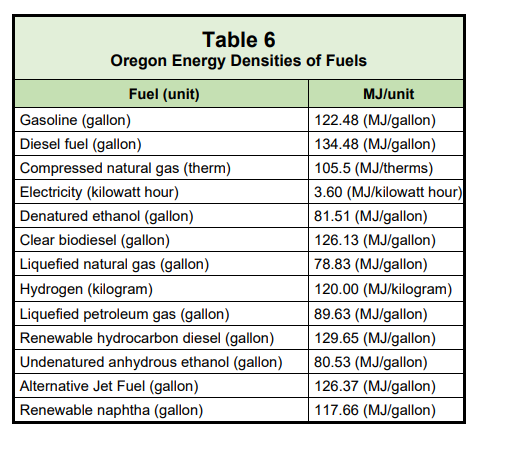 Table 6
Oregon Energy Densities of Fuels
Fuel (unit) MJ/unit
Gasoline (gallon) 122.48 (MJ/gallon)
Diesel fuel (gallon) 134.48 (MJ/gallon)
Compressed natural gas (therm) 105.5 (MJ/therms)
Electricity (kilowatt hour) 3.60 (MJ/kilowatt hour)
Denatured ethanol (gallon) 81.51 (MJ/gallon)
Clear biodiesel (gallon) 126.13 (MJ/gallon)
Liquefied natural gas (gallon) 78.83 (MJ/gallon)
Hydrogen (kilogram) 120.00 (MJ/kilogram)
Liquefied petroleum gas (gallon) 89.63 (MJ/gallon)
Renewable hydrocarbon diesel (gallon) 129.65 (MJ/gallon)
Undenatured anhydrous ethanol (gallon) 80.53 (MJ/gallon)
Alternative Jet Fuel (gallon) 126.37 (MJ/gallon)
Renewable naphtha (gallon) 117.66 (MJ/gallon)